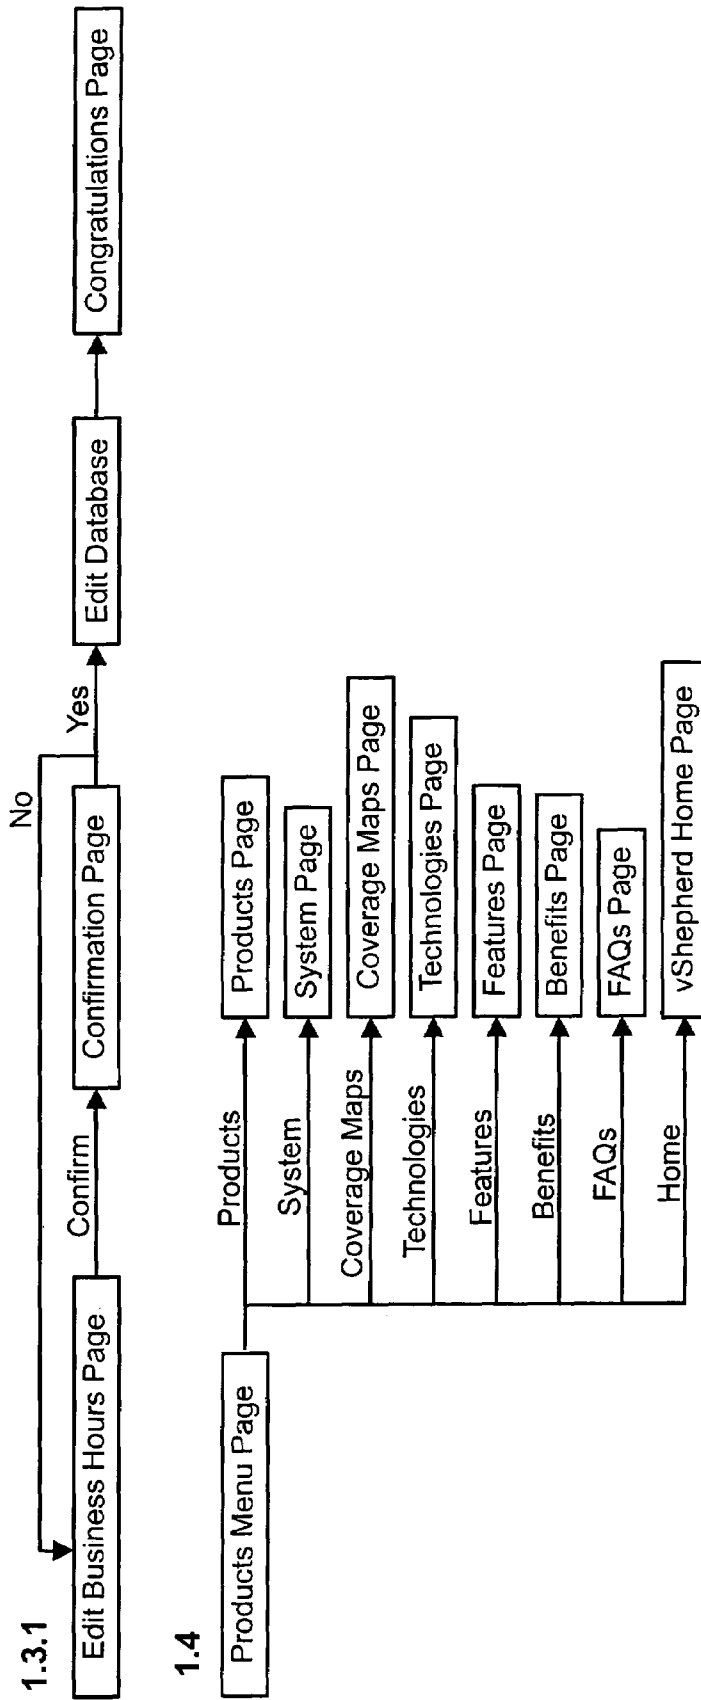 1.3.1
No
Edit Business Hours Page
Confirm
Confirmation Page
Yes
Edit Database
Congratulations Page
1.4
Products Menu Page
Products
Products Page
System
System Page
Coverage Maps
Coverage Maps Page
Technologies
Technologies Page
Features
Features Page
Benefits
Benefits Page
FAQs
FAQs Page
Home
vShepherd Home Page